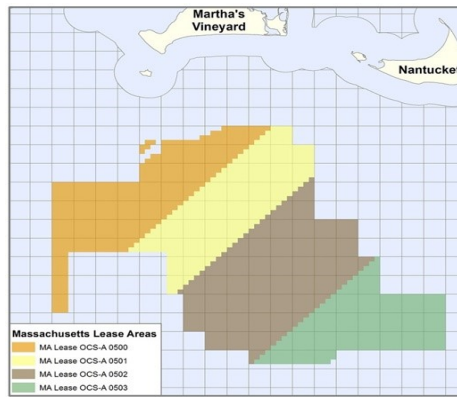 Martha's
Vineyard
Nantucket
Massachusetts Lease Areas
MA Lease OCS-A 0500
MA Lease OCS-A 0501
MA Lease OCS-A 0502
MA Lease OCS-A 0503